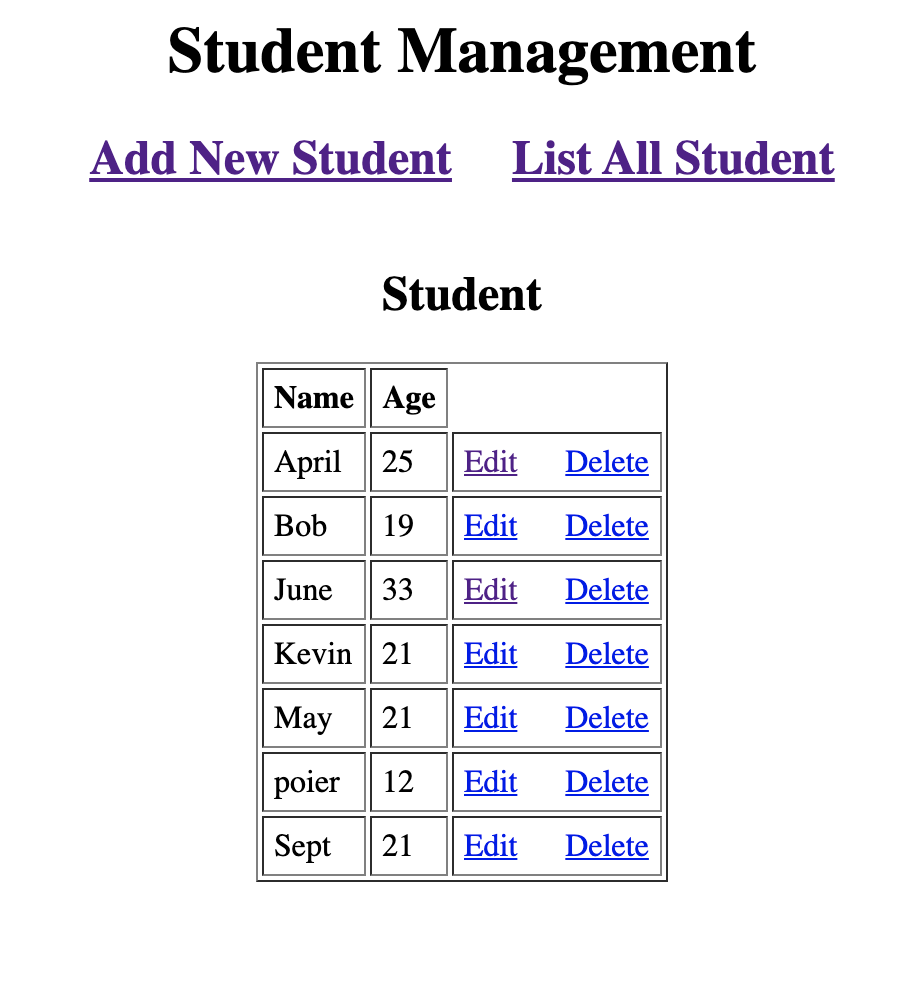 Student Management
Add New Student List All Student
Student
Name Age
April 25 Edit Delete
Bob 19 Edit Delete
June 33 Edit Delete
Kevin 21 Edit Delete
May 21 Edit Delete
poier 12 Edit Delete
Sept 21 Edit Delete